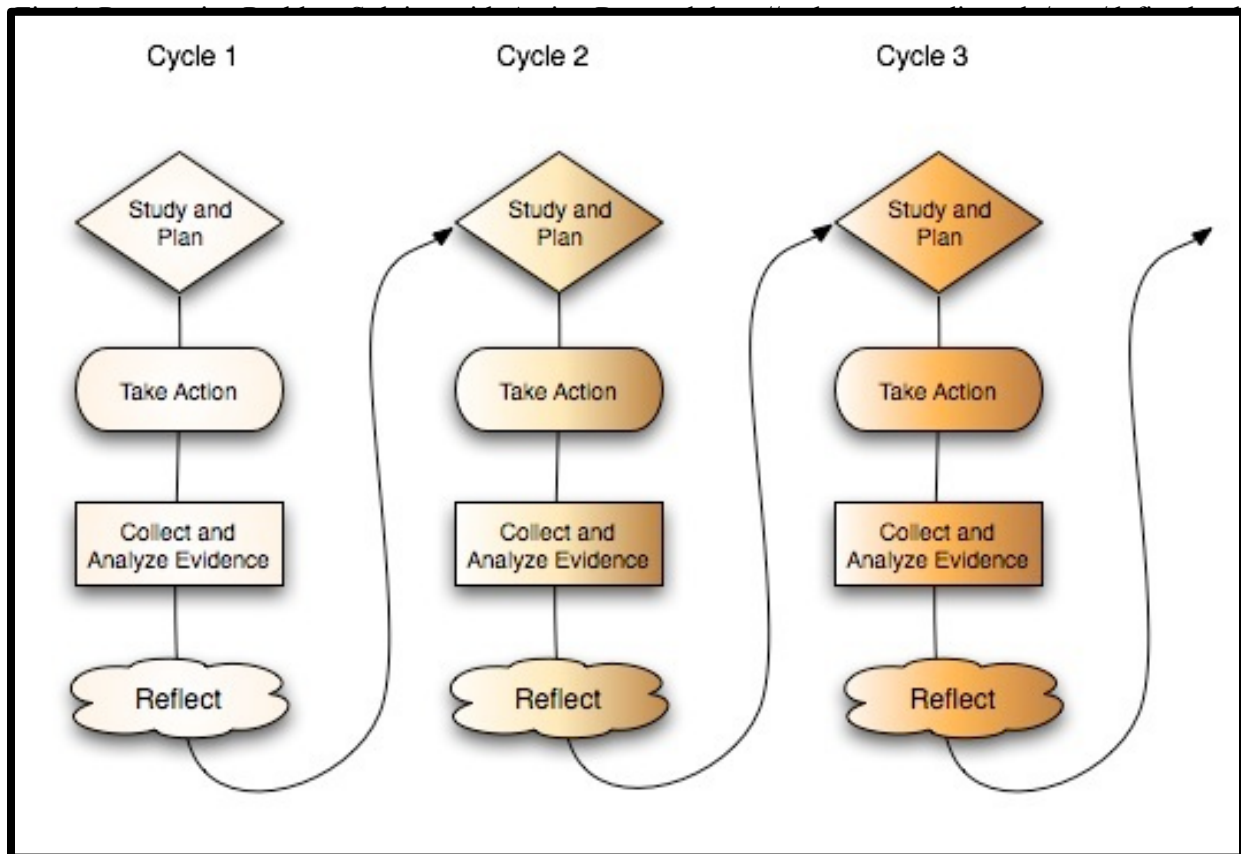 Cycle 1
Cycle 2
Cycle 3
Study and
Plan
Take Action
Collect and
Analyze Evidence
Reflect
Study and
Plan
Take Action
Collect and
Analyze Evidence
Reflect
Study and
Plan
Take Action
Collect and
Analyze Evidence
Reflect